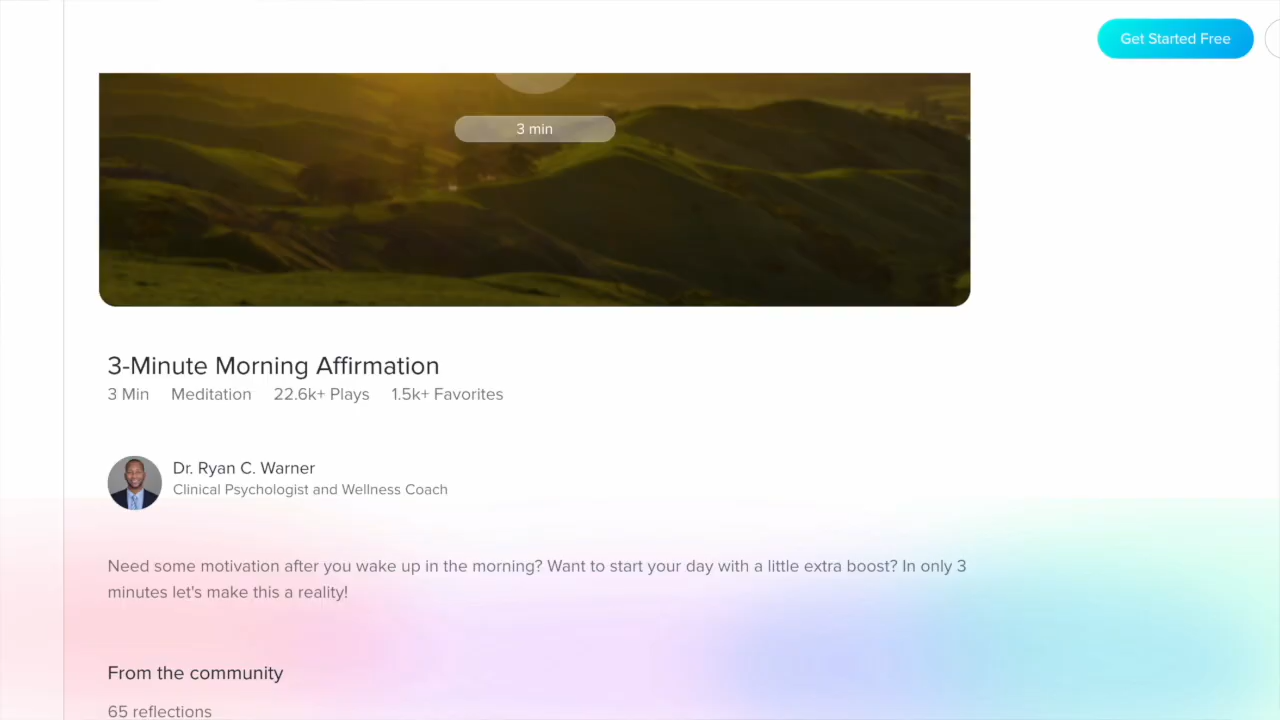 Get Started Free
3 min
3-Minute Morning Affirmation
3 Min Meditation 22.6k+ Plays 1.5k+ Favorites
Dr. Ryan C. Warner
Clinical Psychologist and Wellness Coach
Need some motivation after you wake up in the morning? Want to start your day with a little extra boost? In only 3
minutes let's make this a reality!
From the community
65 reflections